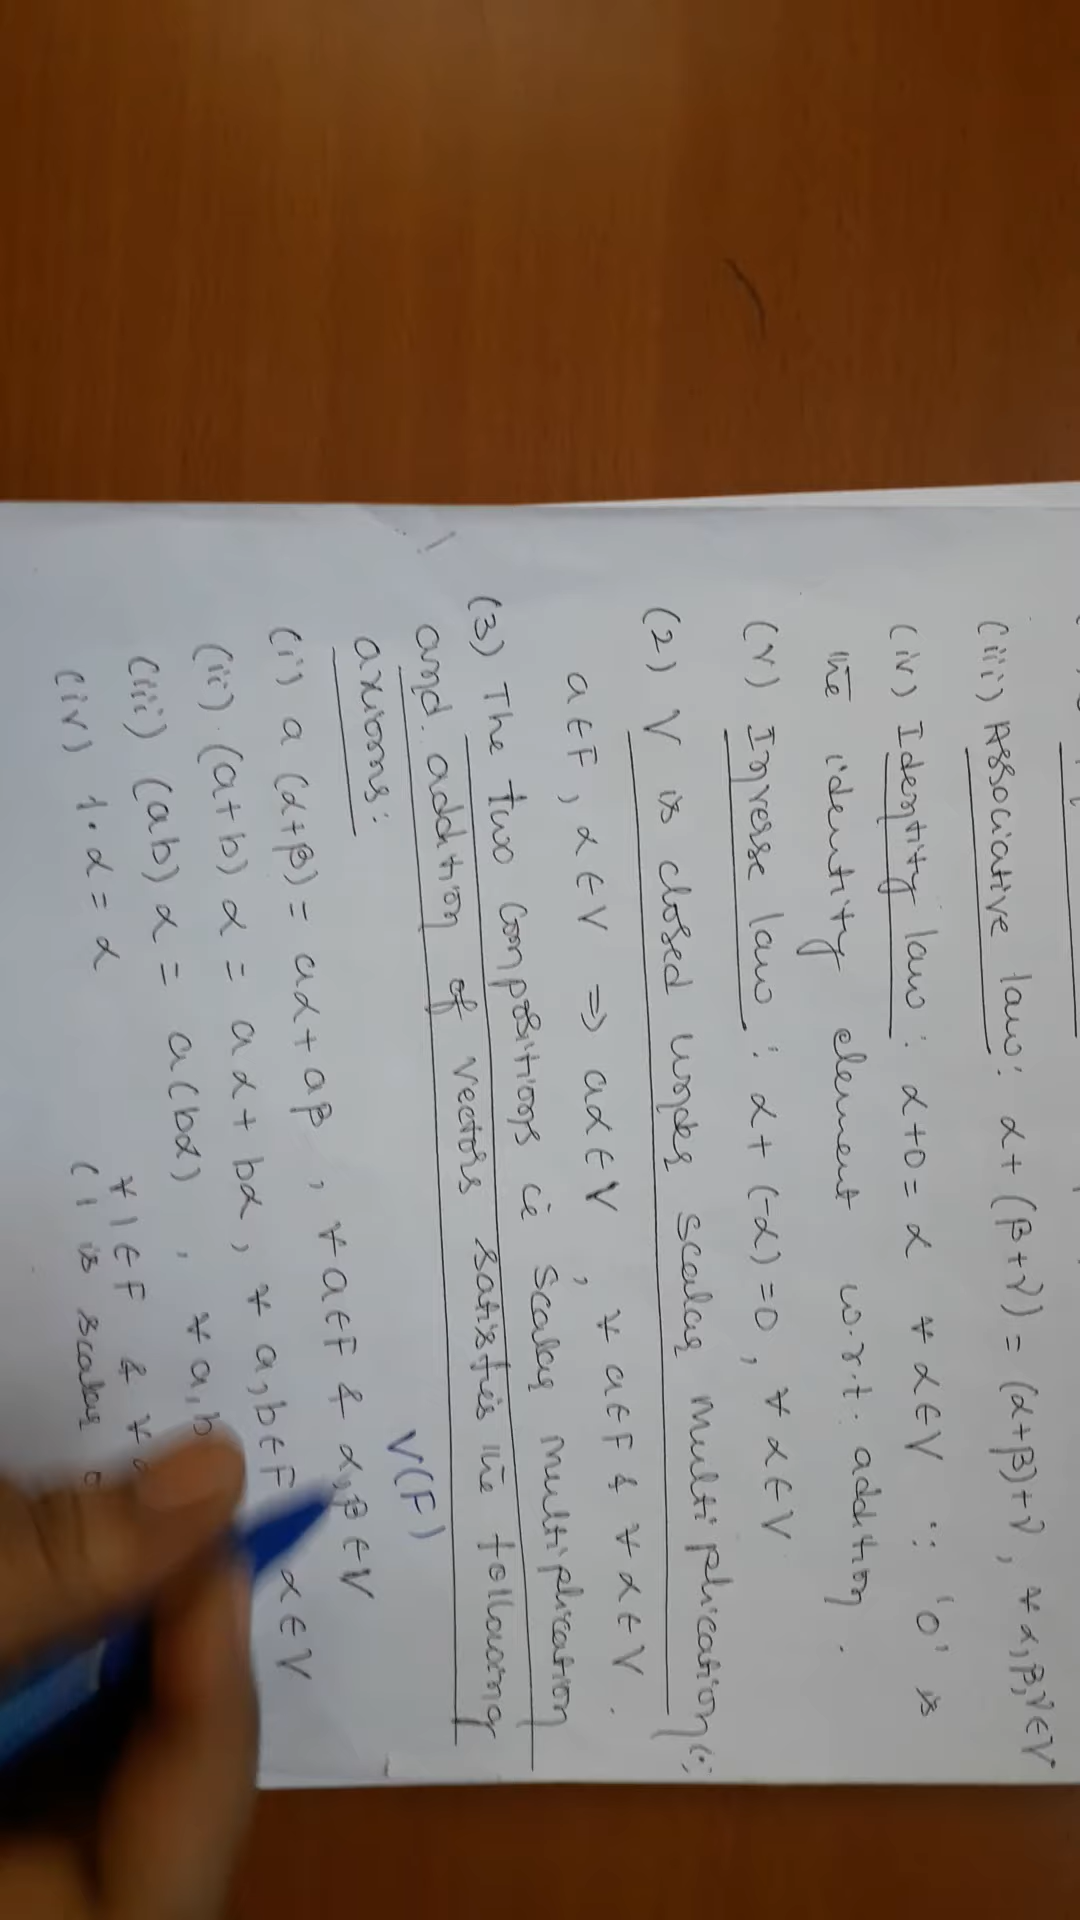 (iii) Associative law: α+(β+γ) = (α+β)+γ, ∀ α,β,γ∈V
(iv) Identity law: α+0=α ∀ α∈V ∵ '0' is
the identity element w.r.t. addition.
(v) Inverse law: α+(-α)=0, ∀ α∈V
(2) V is closed under scalar multiplication(·):
a∈F, α∈V ⇒ aα∈V, ∀ a∈F & ∀ α∈V.
(3) The two compositions ie scalar multiplication
and addition of vectors satisfies the following
axioms:
V(F)
(i) a(α+β) = aα+aβ, ∀ a∈F & α,β∈V
(ii) (a+b)α = aα+bα, ∀ a,b∈F α∈V
(iii) (ab)α = a(bα), ∀ a,b
(iv) 1·α=α ∀ 1∈F & ∀
(1 is scalar